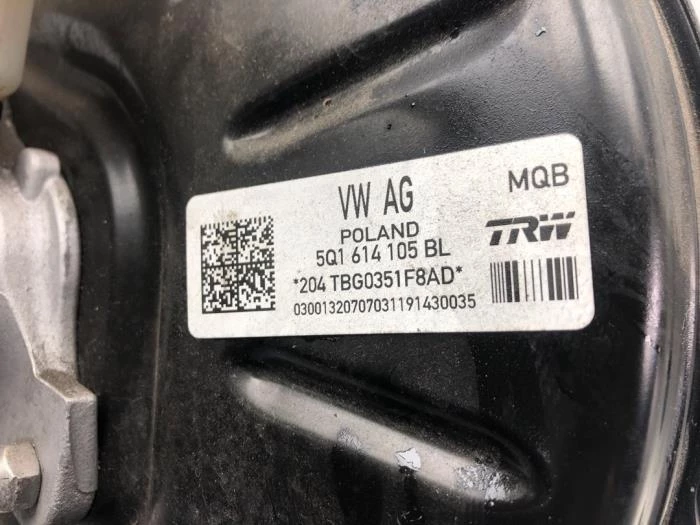 VW AG
MQB
POLAND
TRW
5Q1 614 105 BL
*204 TBG0351F8AD*
03001320707031191430035